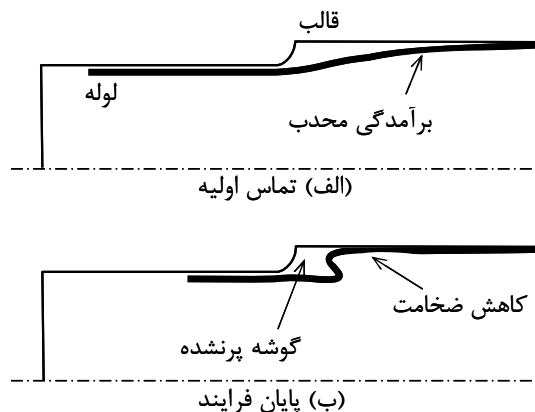 قالب
لوله
برآمدگی محدب
(الف) تماس اولیه
کاهش ضخامت
گوشه پرنشده
(ب) پایان فرایند